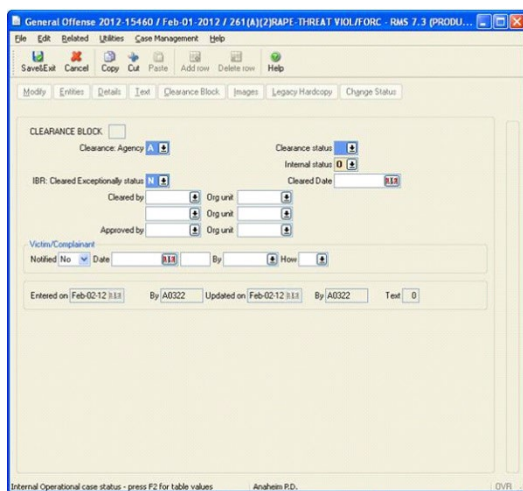 General Offense 2012-15460 / Feb-01-2012 / 261(A)(2)RAPE-THREAT VIOL/FORC - RMS 7.3 (PRODU...
File Edit Related Utilities Case Management Help
Save&Exit Cancel Copy Cut Paste Add row Delete row Help
Modify Entities Details Text Clearance Block Images Legacy Hardcopy Change Status
CLEARANCE BLOCK
Clearance: Agency A Clearance status
Internal status O
IBR: Cleared Exceptionally status N Cleared Date
Cleared by Org unit
Org unit
Approved by Org unit
Victim/Complainant
Notified No Date By How
Entered on Feb-02-12 By A0322 Updated on Feb-02-12 By A0322 Text 0
Internal Operational case status - press F2 for table values Anaheim P.D. OVR